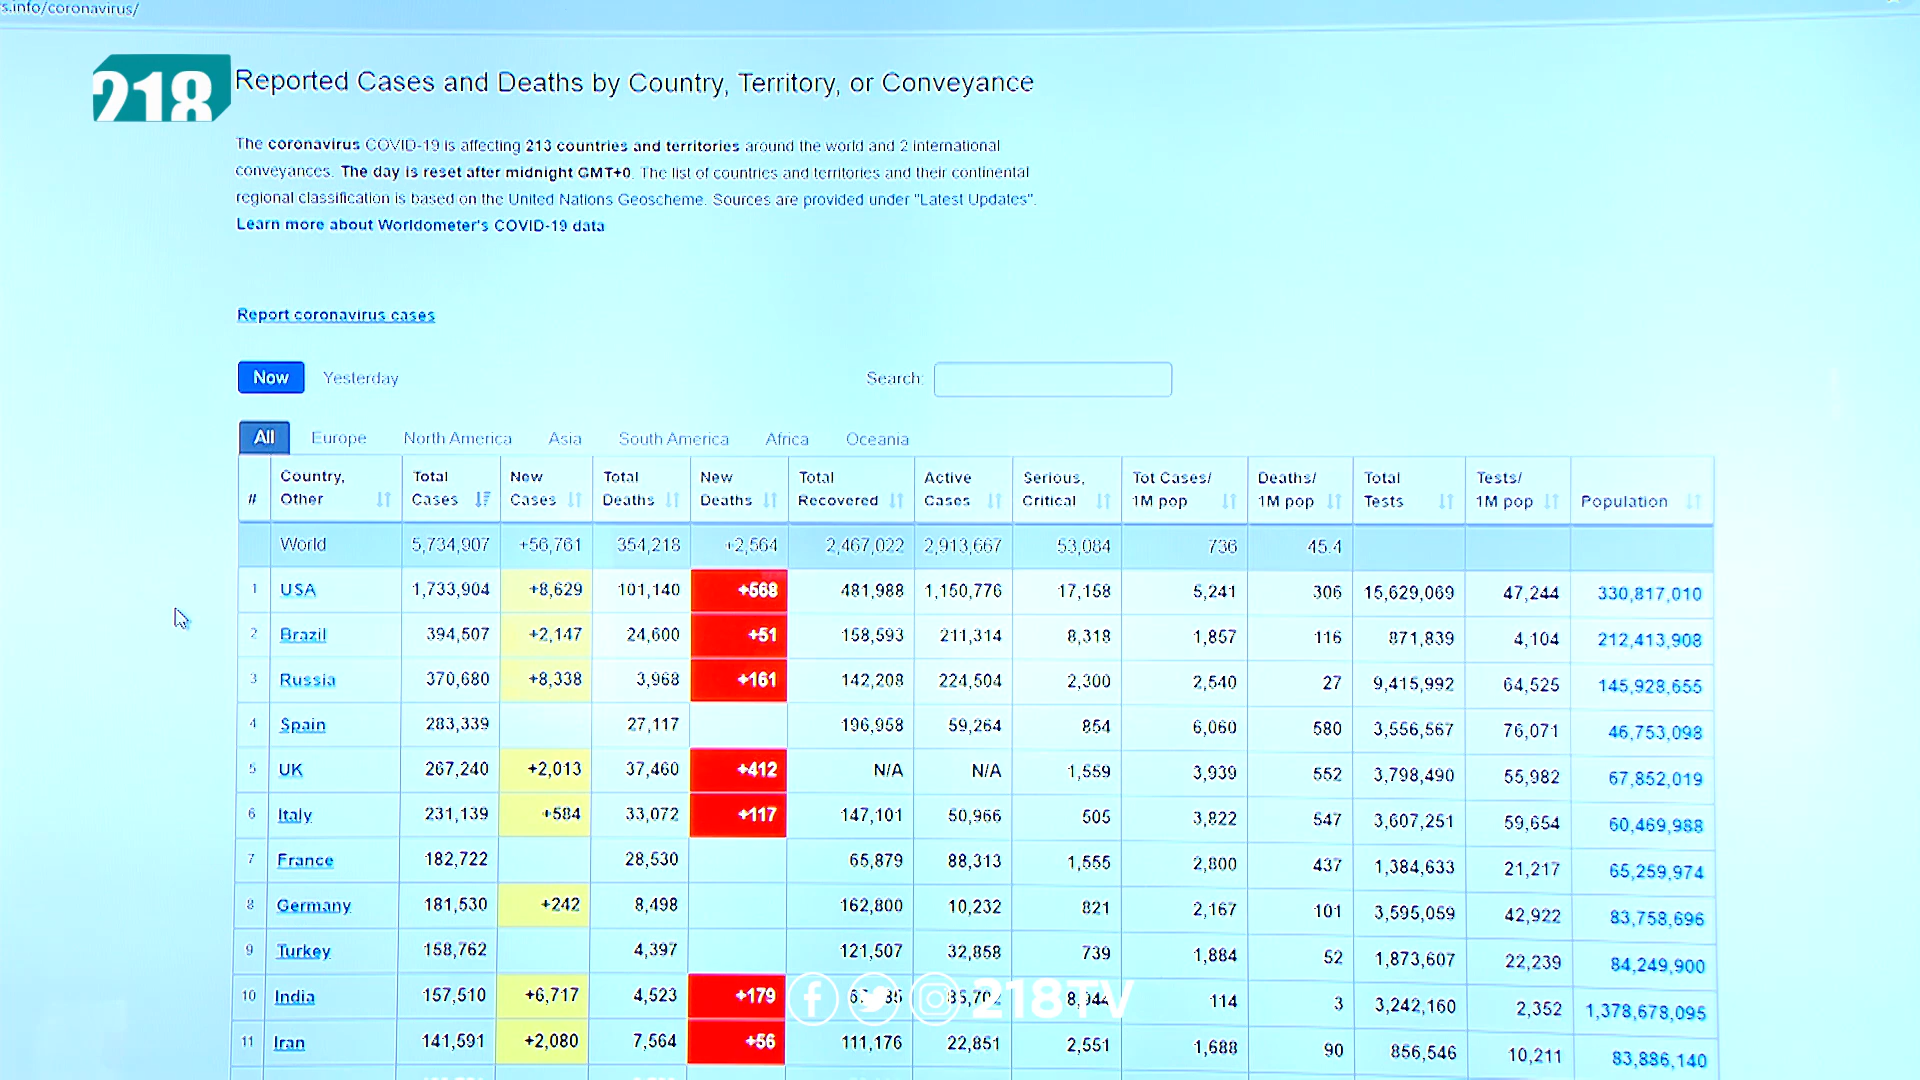 s.info/coronavirus/
218
Reported Cases and Deaths by Country, Territory, or Conveyance
The coronavirus COVID-19 is affecting 213 countries and territories around the world and 2 international
conveyances. The day is reset after midnight GMT+0. The list of countries and territories and their continental
regional classification is based on the United Nations Geoscheme. Sources are provided under "Latest Updates".
Learn more about Worldometer's COVID-19 data
Report coronavirus cases
Now Yesterday Search:
All Europe North America Asia South America Africa Oceania
# Country, Other Total Cases New Cases Total Deaths New Deaths Total Recovered Active Cases Serious, Critical Tot Cases/ 1M pop Deaths/ 1M pop Total Tests Tests/ 1M pop Population
World 5,734,907 +56,761 354,218 +2,564 2,467,022 2,913,667 53,084 736 45.4
1 USA 1,733,904 +8,629 101,140 +568 481,988 1,150,776 17,158 5,241 306 15,629,069 47,244 330,817,010
2 Brazil 394,507 +2,147 24,600 +51 158,593 211,314 8,318 1,857 116 871,839 4,104 212,413,908
3 Russia 370,680 +8,338 3,968 +161 142,208 224,504 2,300 2,540 27 9,415,992 64,525 145,928,655
4 Spain 283,339 27,117 196,958 59,264 854 6,060 580 3,556,567 76,071 46,753,098
5 UK 267,240 +2,013 37,460 +412 N/A N/A 1,559 3,939 552 3,798,490 55,982 67,852,019
6 Italy 231,139 +584 33,072 +117 147,101 50,966 505 3,822 547 3,607,251 59,654 60,469,988
7 France 182,722 28,530 65,879 88,313 1,555 2,800 437 1,384,633 21,217 65,259,974
8 Germany 181,530 +242 8,498 162,800 10,232 821 2,167 101 3,595,059 42,922 83,758,696
9 Turkey 158,762 4,397 121,507 32,858 739 1,884 52 1,873,607 22,239 84,249,900
10 India 157,510 +6,717 4,523 +179 8,944 114 3 3,242,160 2,352 1,378,678,095
218TV
11 Iran 141,591 +2,080 7,564 +56 111,176 22,851 2,551 1,688 90 856,546 10,211 83,886,140